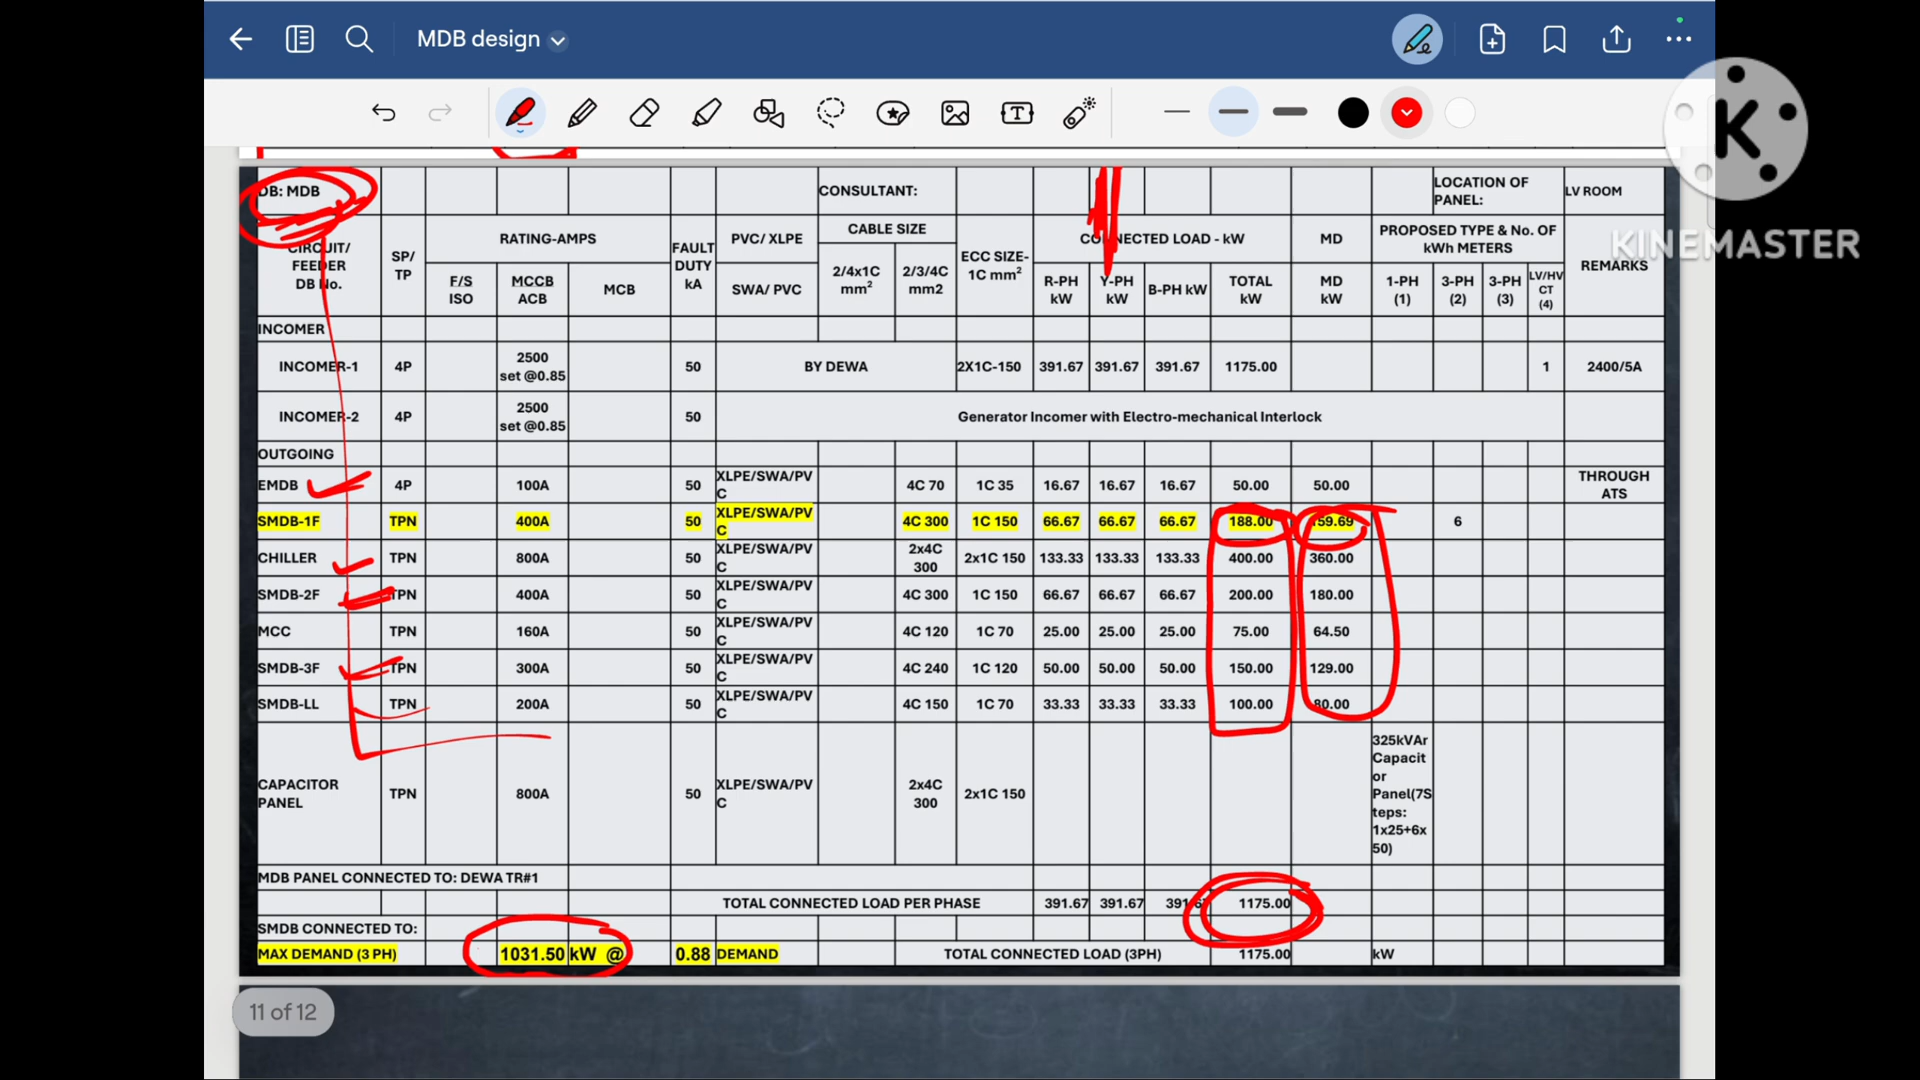 MDB design
KINEMASTER
DB: MDB CONSULTANT: LOCATION OF PANEL: LV ROOM
CIRCUIT/ FEEDER DB No. SP/ TP RATING-AMPS FAULT DUTY kA PVC/ XLPE CABLE SIZE ECC SIZE- 1C mm² CONNECTED LOAD - kW MD PROPOSED TYPE & No. OF kWh METERS REMARKS
F/S ISO MCCB ACB MCB SWA/ PVC 2/4x1C mm² 2/3/4C mm2 R-PH kW Y-PH kW B-PH kW TOTAL kW MD kW 1-PH (1) 3-PH (2) 3-PH (3) LV/HV CT (4)
INCOMER
INCOMER-1 4P 2500 set @0.85 50 BY DEWA 2X1C-150 391.67 391.67 391.67 1175.00 1 2400/5A
INCOMER-2 4P 2500 set @0.85 50 Generator Incomer with Electro-mechanical Interlock
OUTGOING
EMDB 4P 100A 50 XLPE/SWA/PVC 4C 70 1C 35 16.67 16.67 16.67 50.00 50.00 THROUGH ATS
SMDB-1F TPN 400A 50 XLPE/SWA/PVC 4C 300 1C 150 66.67 66.67 66.67 188.00 159.69 6
CHILLER TPN 800A 50 XLPE/SWA/PVC 2x4C 300 2x1C 150 133.33 133.33 133.33 400.00 360.00
SMDB-2F TPN 400A 50 XLPE/SWA/PVC 4C 300 1C 150 66.67 66.67 66.67 200.00 180.00
MCC TPN 160A 50 XLPE/SWA/PVC 4C 120 1C 70 25.00 25.00 25.00 75.00 64.50
SMDB-3F TPN 300A 50 XLPE/SWA/PVC 4C 240 1C 120 50.00 50.00 50.00 150.00 129.00
SMDB-LL TPN 200A 50 XLPE/SWA/PVC 4C 150 1C 70 33.33 33.33 33.33 100.00 80.00
CAPACITOR PANEL TPN 800A 50 XLPE/SWA/PVC 2x4C 300 2x1C 150 325kVAr Capacitor Panel(7Steps: 1x25+6x50)
MDB PANEL CONNECTED TO: DEWA TR#1
TOTAL CONNECTED LOAD PER PHASE 391.67 391.67 391.67 1175.00
SMDB CONNECTED TO:
MAX DEMAND (3 PH) 1031.50 kW @ 0.88 DEMAND TOTAL CONNECTED LOAD (3PH) 1175.00 kW
11 of 12